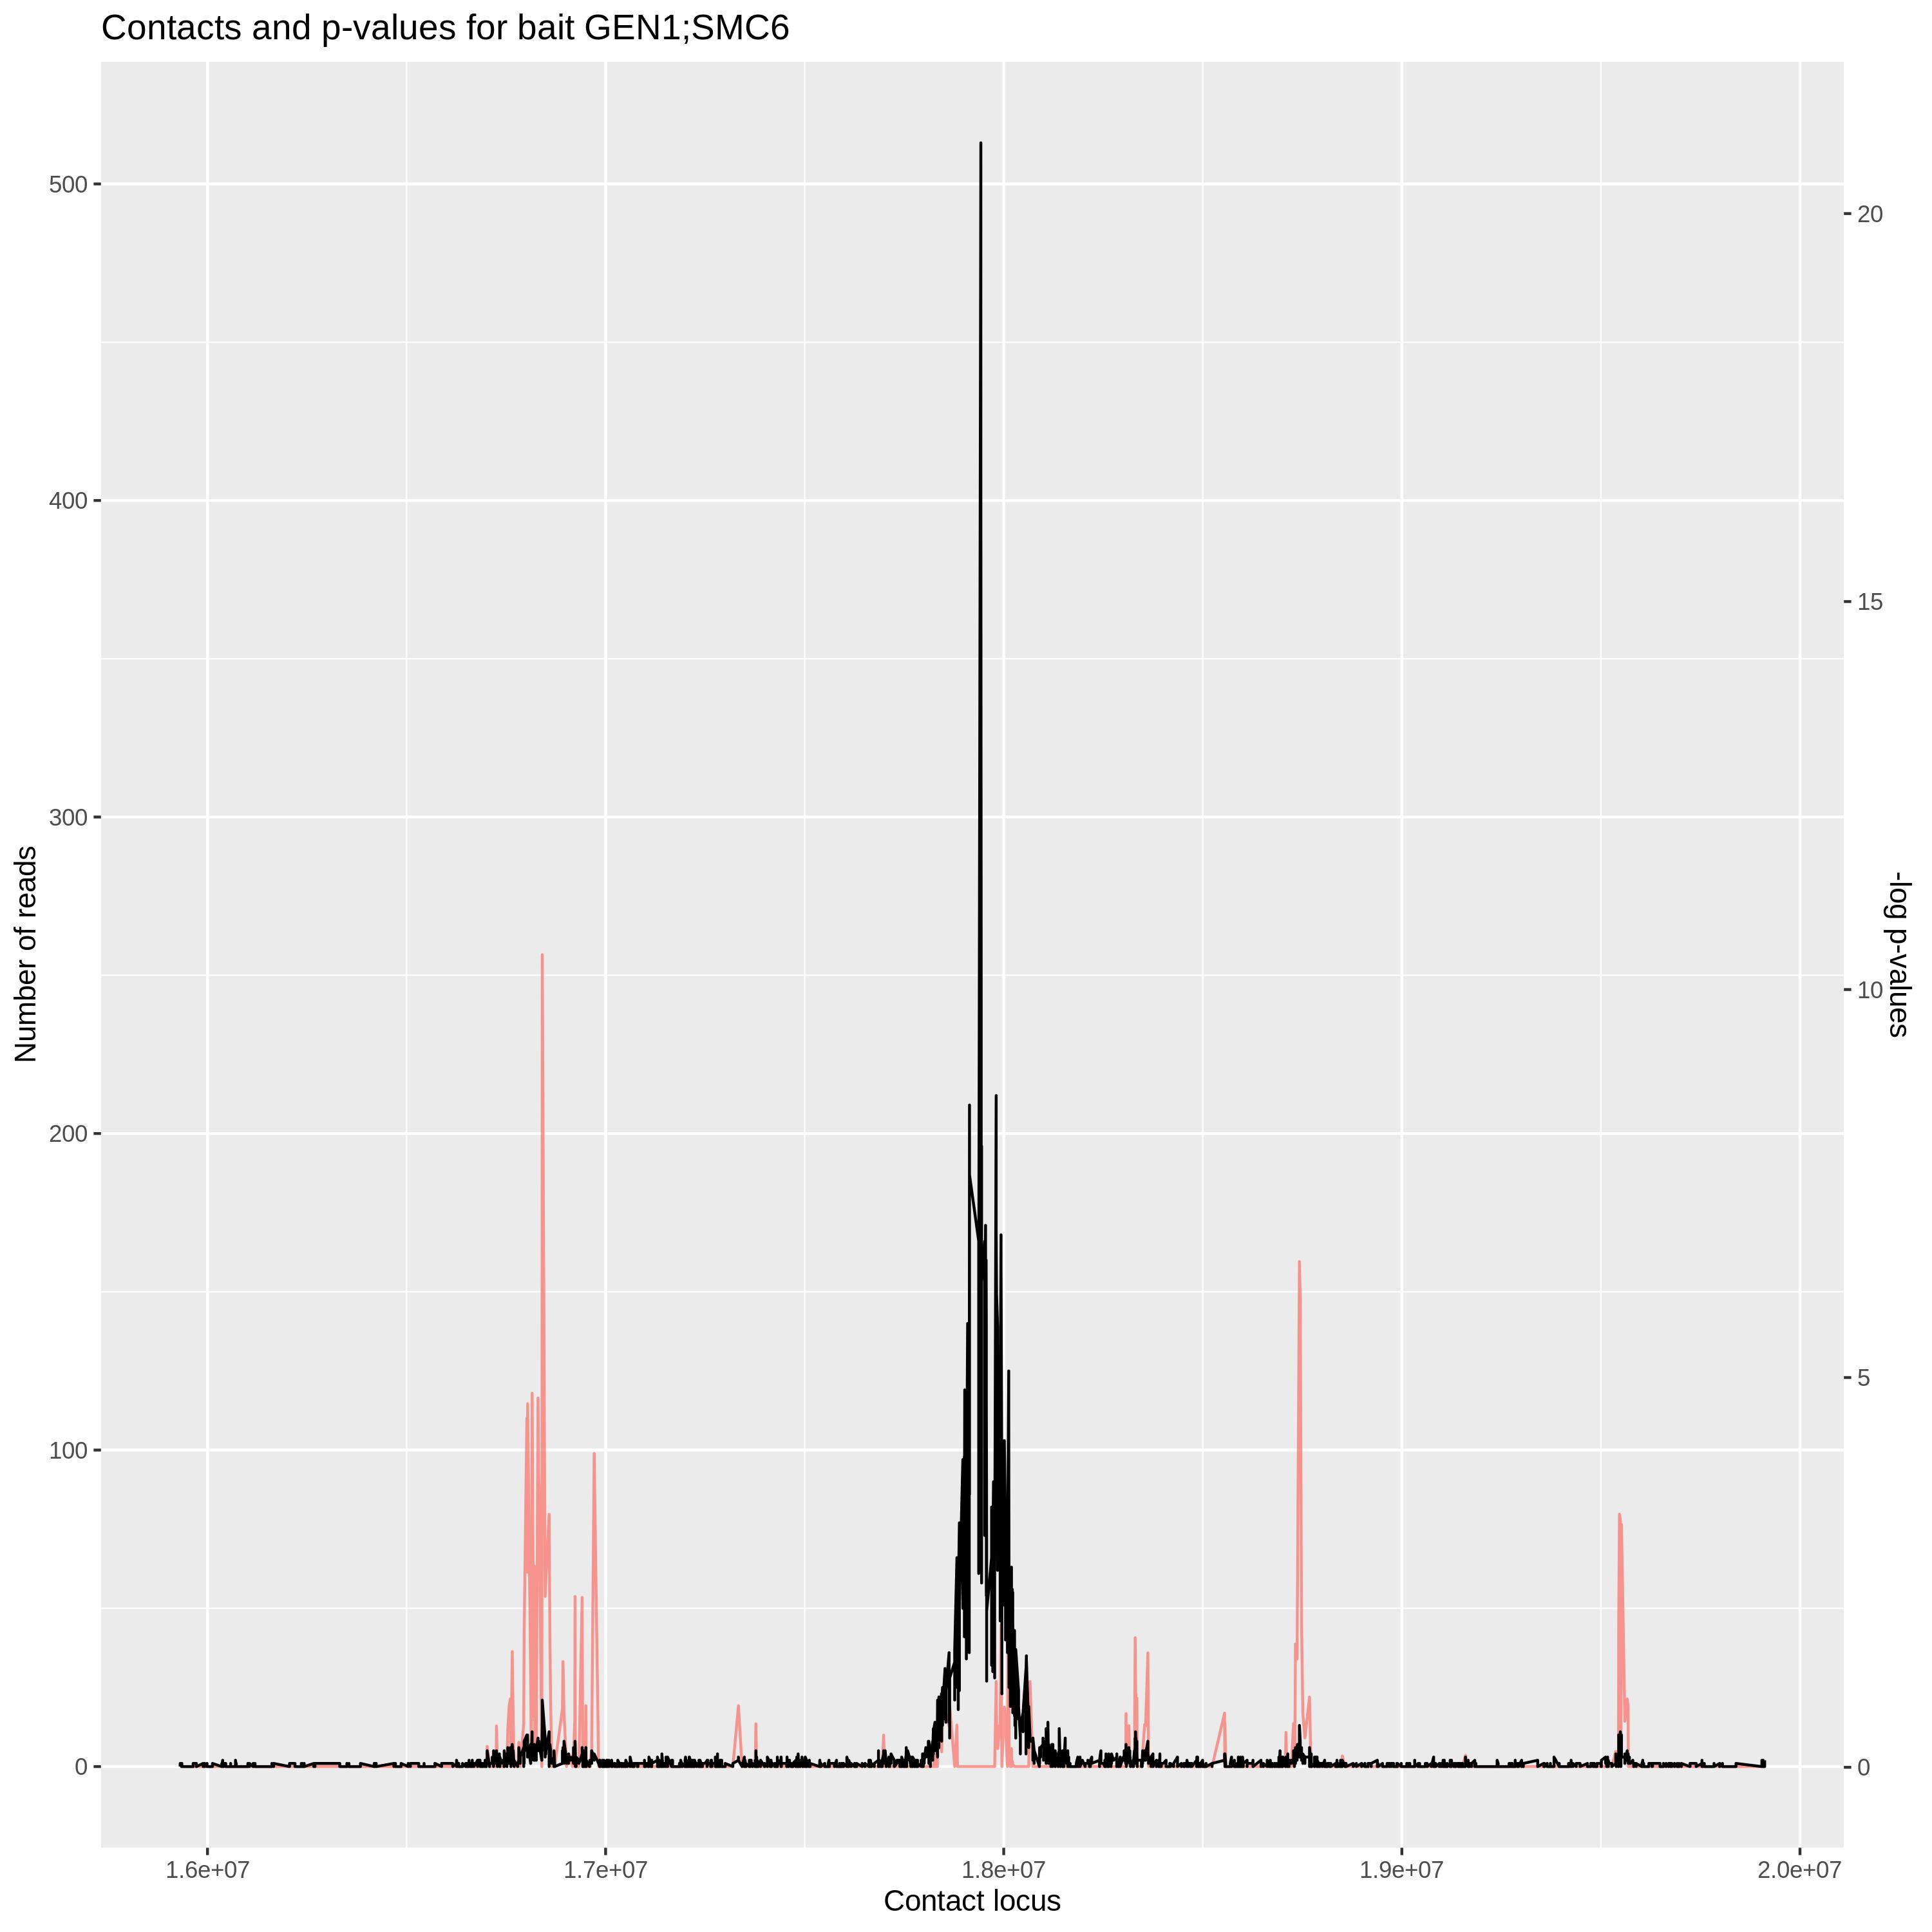 Contacts and p-values for bait GEN1;SMC6
500
400
300
200
100
0
Number of reads
20
15
10
5
0
-log p-values
1.6e+07
1.7e+07
1.8e+07
1.9e+07
2.0e+07
Contact locus